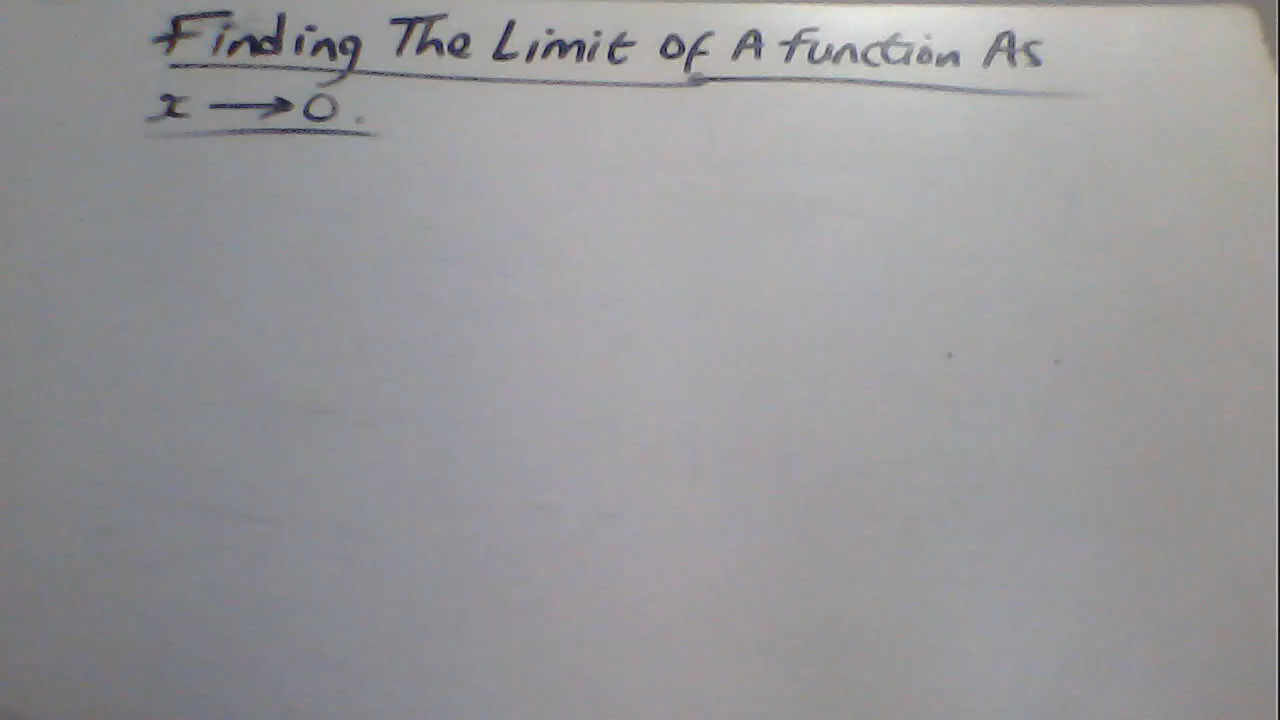 Finding The Limit of A function As
x → 0.